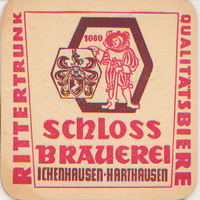 RITTERTRUNK
1080
SCHLOSS
BRAUEREI
ICHENHAUSEN-HARTHAUSEN
QUALITÄTSBIERE